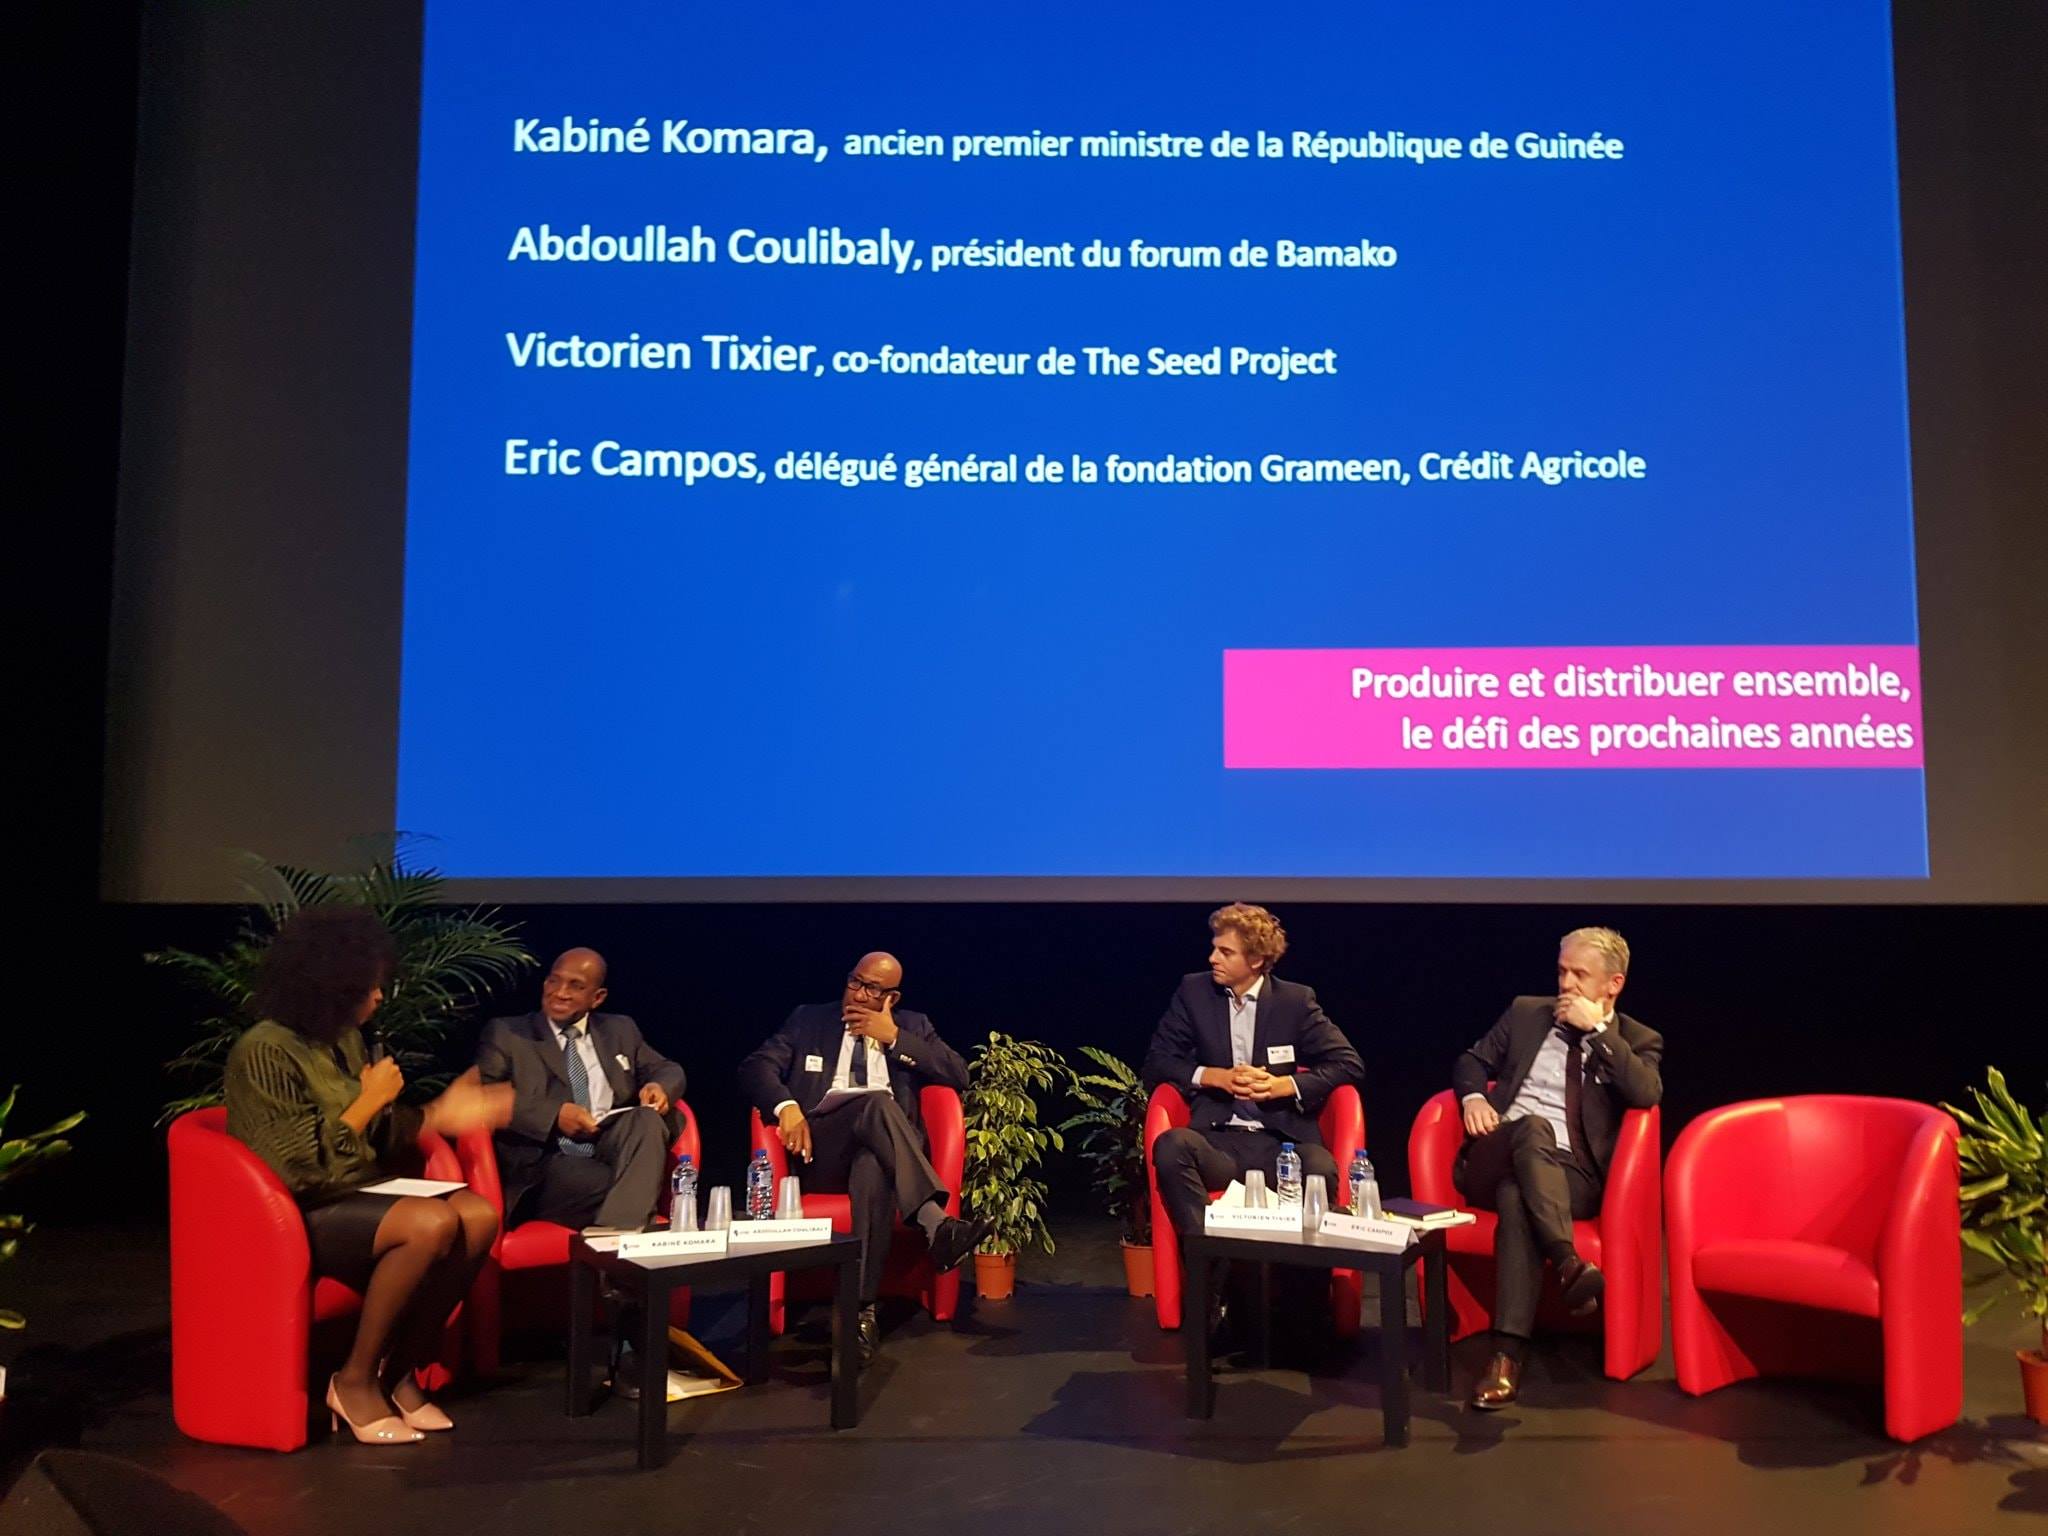 Kabiné Komara, ancien premier ministre de la République de Guinée
Abdoullah Coulibaly, président du forum de Bamako
Victorien Tixier, co-fondateur de The Seed Project
Eric Campos, délégué général de la fondation Grameen, Crédit Agricole
Produire et distribuer ensemble,
le défi des prochaines années
KABINÉ KOMARA
ABDOULLAH COULIBALY
VICTORIEN TIXIER
ERIC CAMPOS